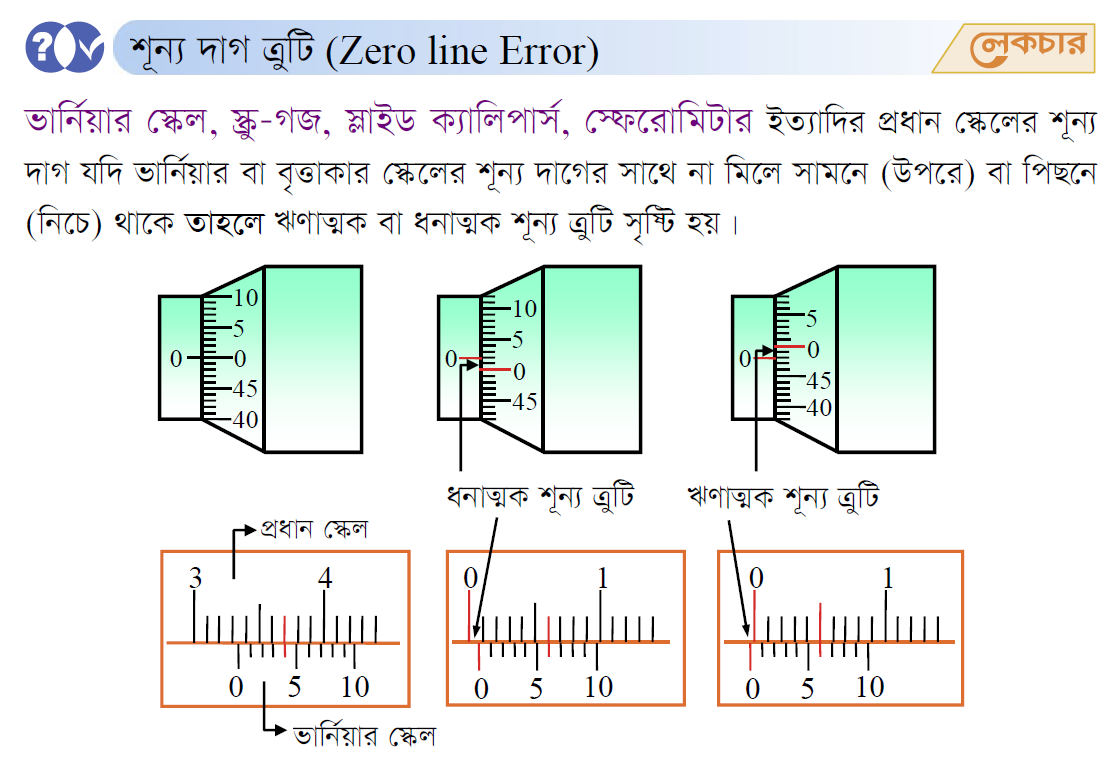 শূন্য দাগ ত্রুটি (Zero line Error)
লেকচার
ভার্নিয়ার স্কেল, স্ক্রু-গজ, স্লাইড ক্যালিপার্স, স্ফেরোমিটার ইত্যাদির প্রধান স্কেলের শূন্য
দাগ যদি ভার্নিয়ার বা বৃত্তাকার স্কেলের শূন্য দাগের সাথে না মিলে সামনে (উপরে) বা পিছনে
(নিচে) থাকে তাহলে ঋণাত্মক বা ধনাত্মক শূন্য ত্রুটি সৃষ্টি হয়।
0 10 5 0 45 40
0 10 5 0 45
0 5 0 45 40
ধনাত্মক শূন্য ত্রুটি
ঋণাত্মক শূন্য ত্রুটি
প্রধান স্কেল
3 4
0 5 10
0 1
0 5 10
0 1
0 5 10
ভার্নিয়ার স্কেল